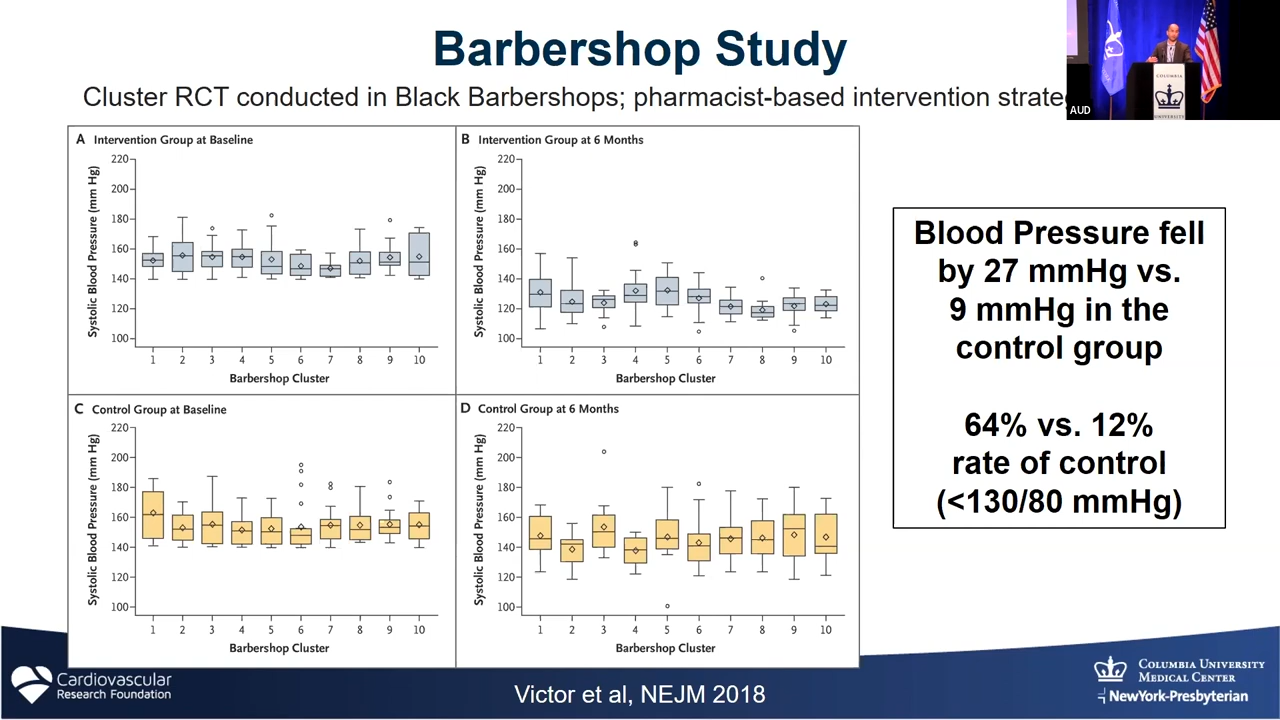 Barbershop Study
Cluster RCT conducted in Black Barbershops; pharmacist-based intervention
AUD
COLUMBIA
UNIVERSITY
A Intervention Group at Baseline
Systolic Blood Pressure (mm Hg)
220
200
180
160
140
120
100
1 2 3 4 5 6 7 8 9 10
Barbershop Cluster
B Intervention Group at 6 Months
Systolic Blood Pressure (mm Hg)
220
200
180
160
140
120
100
1 2 3 4 5 6 7 8 9 10
Barbershop Cluster
C Control Group at Baseline
Systolic Blood Pressure (mm Hg)
220
200
180
160
140
120
100
1 2 3 4 5 6 7 8 9 10
Barbershop Cluster
D Control Group at 6 Months
Systolic Blood Pressure (mm Hg)
220
200
180
160
140
120
100
1 2 3 4 5 6 7 8 9 10
Barbershop Cluster
Blood Pressure fell
by 27 mmHg vs.
9 mmHg in the
control group
64% vs. 12%
rate of control
(<130/80 mmHg)
Cardiovascular
Research Foundation
Victor et al, NEJM 2018
COLUMBIA UNIVERSITY
MEDICAL CENTER
NewYork-Presbyterian